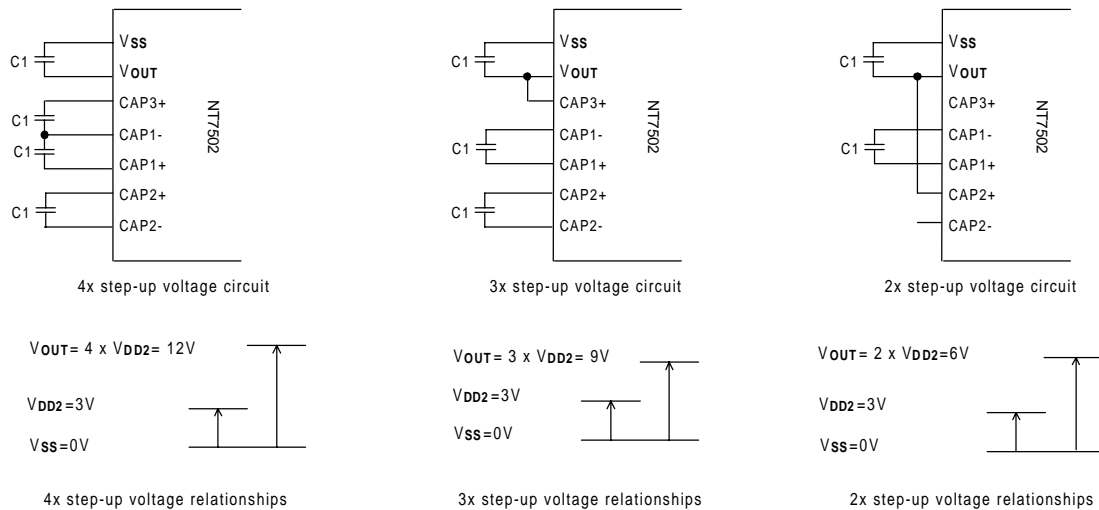 VSS
C1
VOUT
CAP3+
C1
CAP1-
C1
CAP1+
CAP2+
C1
CAP2-
NT7502
4x step-up voltage circuit
VSS
C1
VOUT
CAP3+
CAP1-
C1
CAP1+
CAP2+
C1
CAP2-
NT7502
3x step-up voltage circuit
VSS
C1
VOUT
CAP3+
CAP1-
C1
CAP1+
CAP2+
CAP2-
NT7502
2x step-up voltage circuit
VOUT= 4 x VDD2= 12V
VDD2=3V
VSS=0V
4x step-up voltage relationships
VOUT= 3 x VDD2= 9V
VDD2=3V
VSS=0V
3x step-up voltage relationships
VOUT= 2 x VDD2=6V
VDD2=3V
VSS=0V
2x step-up voltage relationships